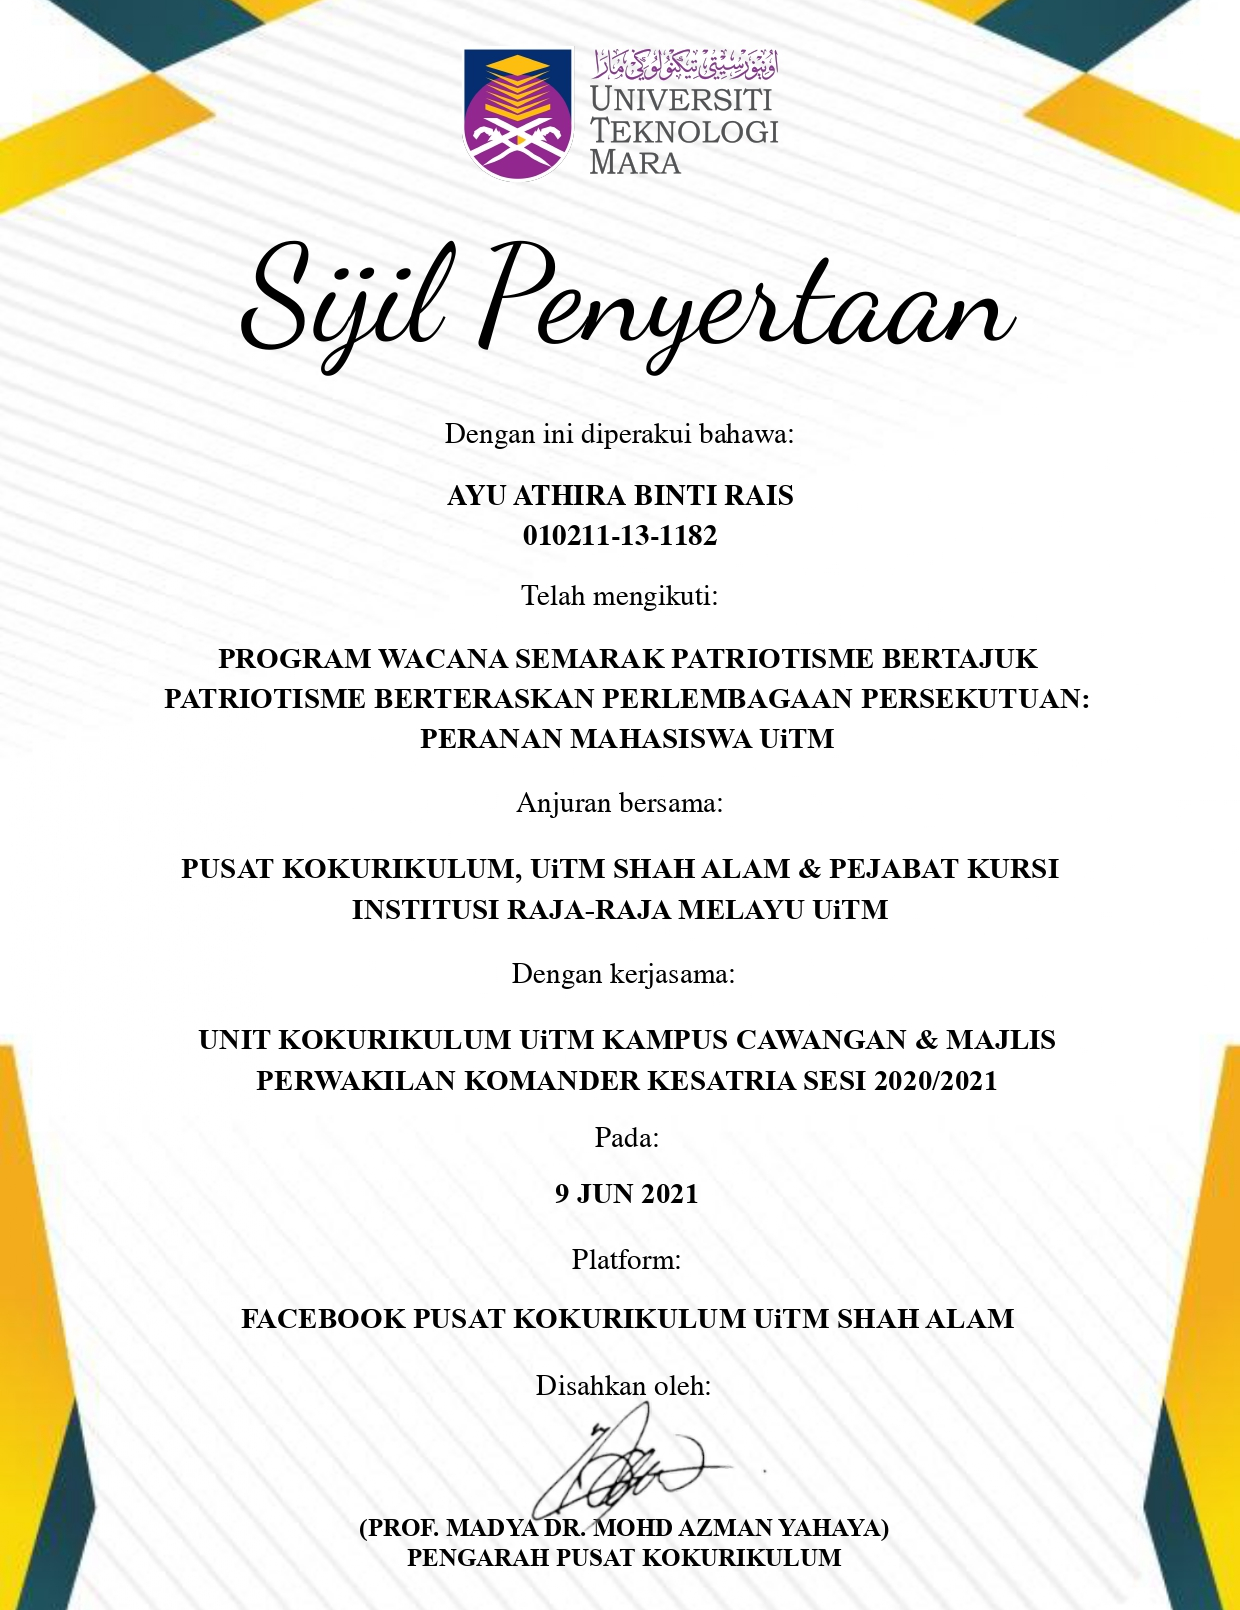 اونيۏرسيتي تيکنولوݢي مارا
UNIVERSITI
TEKNOLOGI
MARA
Sijil Penyertaan
Dengan ini diperakui bahawa:
AYU ATHIRA BINTI RAIS
010211-13-1182
Telah mengikuti:
PROGRAM WACANA SEMARAK PATRIOTISME BERTAJUK
PATRIOTISME BERTERASKAN PERLEMBAGAAN PERSEKUTUAN:
PERANAN MAHASISWA UiTM
Anjuran bersama:
PUSAT KOKURIKULUM, UiTM SHAH ALAM & PEJABAT KURSI
INSTITUSI RAJA-RAJA MELAYU UiTM
Dengan kerjasama:
UNIT KOKURIKULUM UiTM KAMPUS CAWANGAN & MAJLIS
PERWAKILAN KOMANDER KESATRIA SESI 2020/2021
Pada:
9 JUN 2021
Platform:
FACEBOOK PUSAT KOKURIKULUM UiTM SHAH ALAM
Disahkan oleh:
(PROF. MADYA DR. MOHD AZMAN YAHAYA)
PENGARAH PUSAT KOKURIKULUM